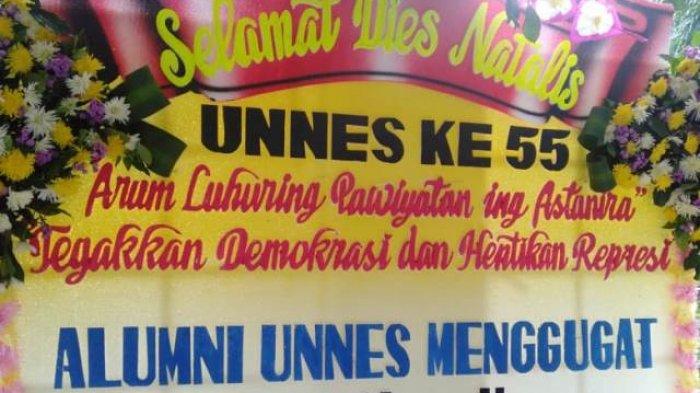 Selamat Dies Natalis
UNNES KE 55
Arum Luhuring Pawiyatan ing Astanira"
Tegakkan Demokrasi dan Hentikan Represi
ALUMNI UNNES MENGGUGAT